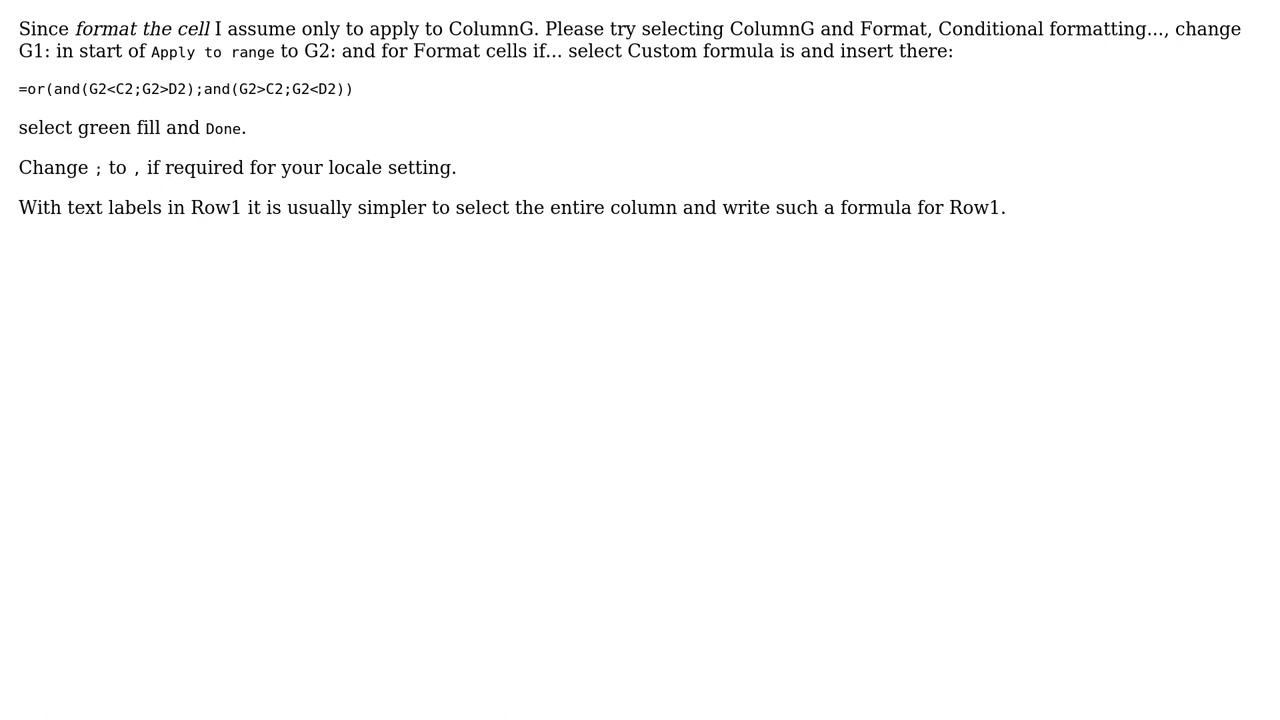 Since format the cell I assume only to apply to ColumnG. Please try selecting ColumnG and Format, Conditional formatting..., change
G1: in start of Apply to range to G2: and for Format cells if... select Custom formula is and insert there:
=or(and(G2<C2;G2>D2);and(G2>C2;G2<D2))
select green fill and Done.
Change ; to , if required for your locale setting.
With text labels in Row1 it is usually simpler to select the entire column and write such a formula for Row1.